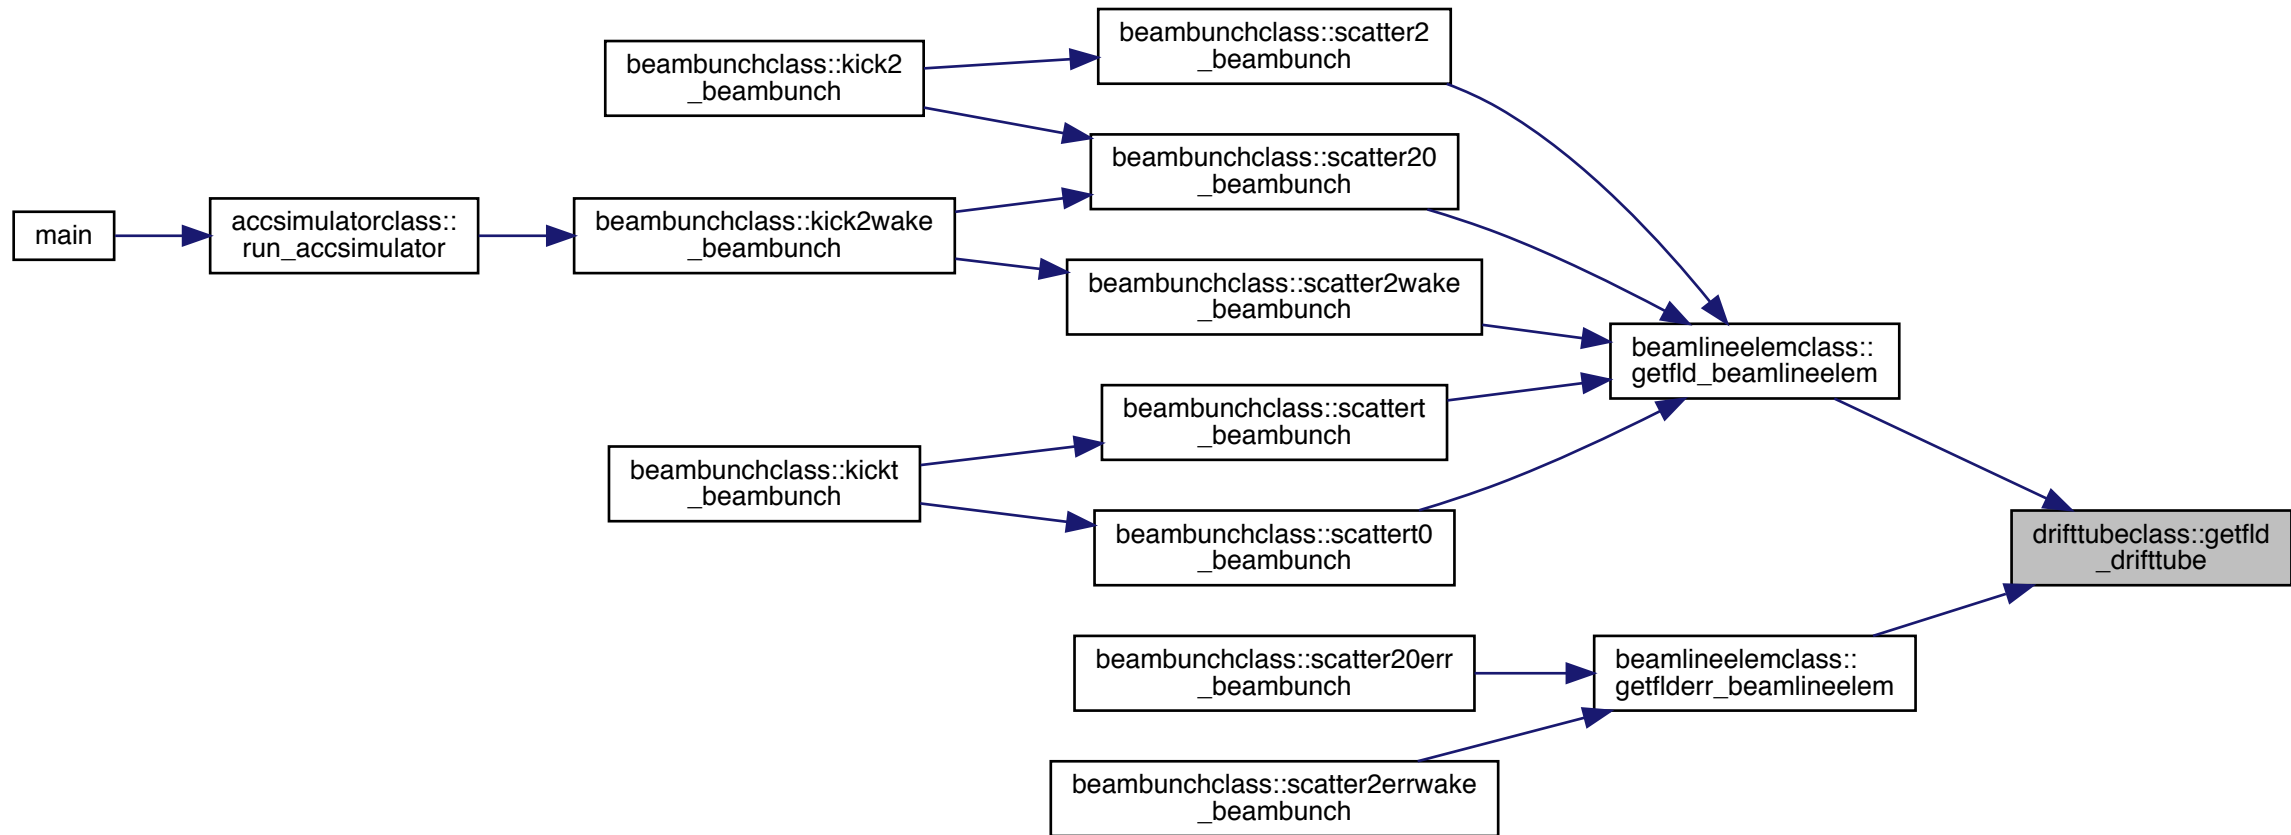 main
accsimulatorclass::
run_accsimulator
beambunchclass::kick2
_beambunch
beambunchclass::kick2wake
_beambunch
beambunchclass::kickt
_beambunch
beambunchclass::scatter2
_beambunch
beambunchclass::scatter20
_beambunch
beambunchclass::scatter2wake
_beambunch
beambunchclass::scattert
_beambunch
beambunchclass::scattert0
_beambunch
beambunchclass::scatter20err
_beambunch
beambunchclass::scatter2errwake
_beambunch
beamlineelemclass::
getfld_beamlineelem
beamlineelemclass::
getflderr_beamlineelem
drifttubeclass::getfld
_drifttube